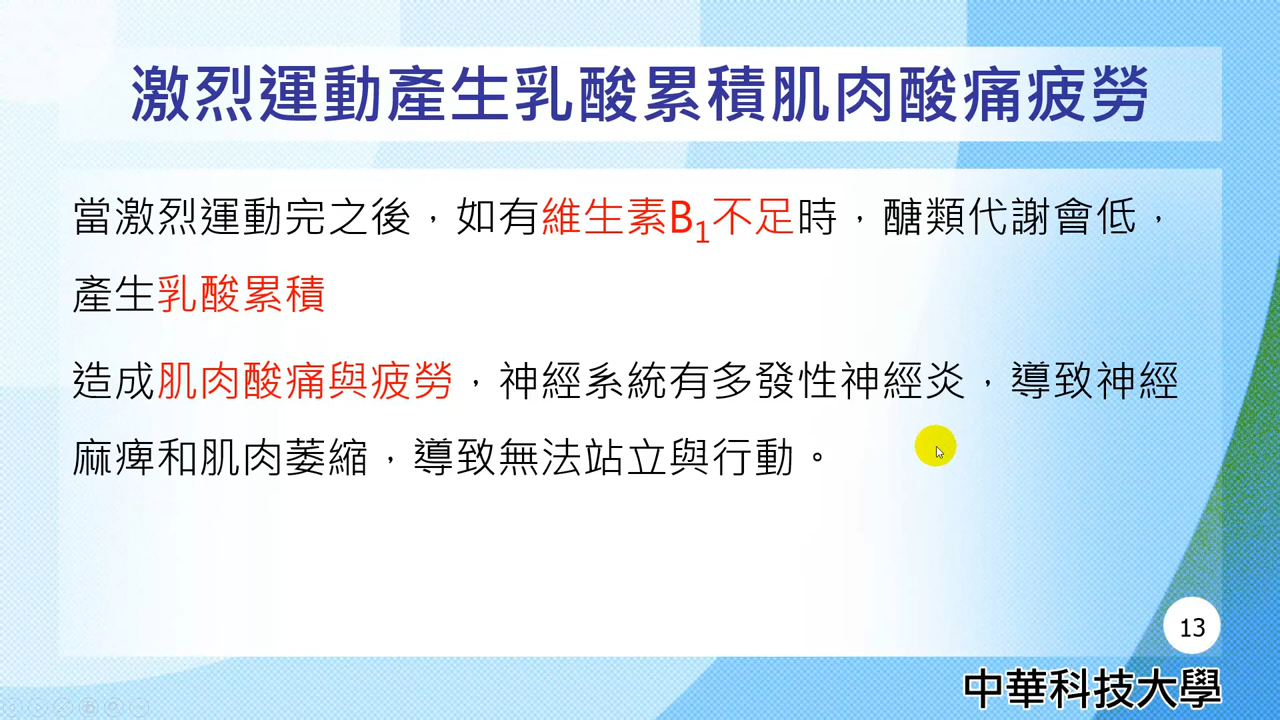 激烈運動產生乳酸累積肌肉酸痛疲勞
當激烈運動完之後，如有維生素B1不足時，醣類代謝會低，
產生乳酸累積
造成肌肉酸痛與疲勞，神經系統有多發性神經炎，導致神經
麻痺和肌肉萎縮，導致無法站立與行動。
13
中華科技大學